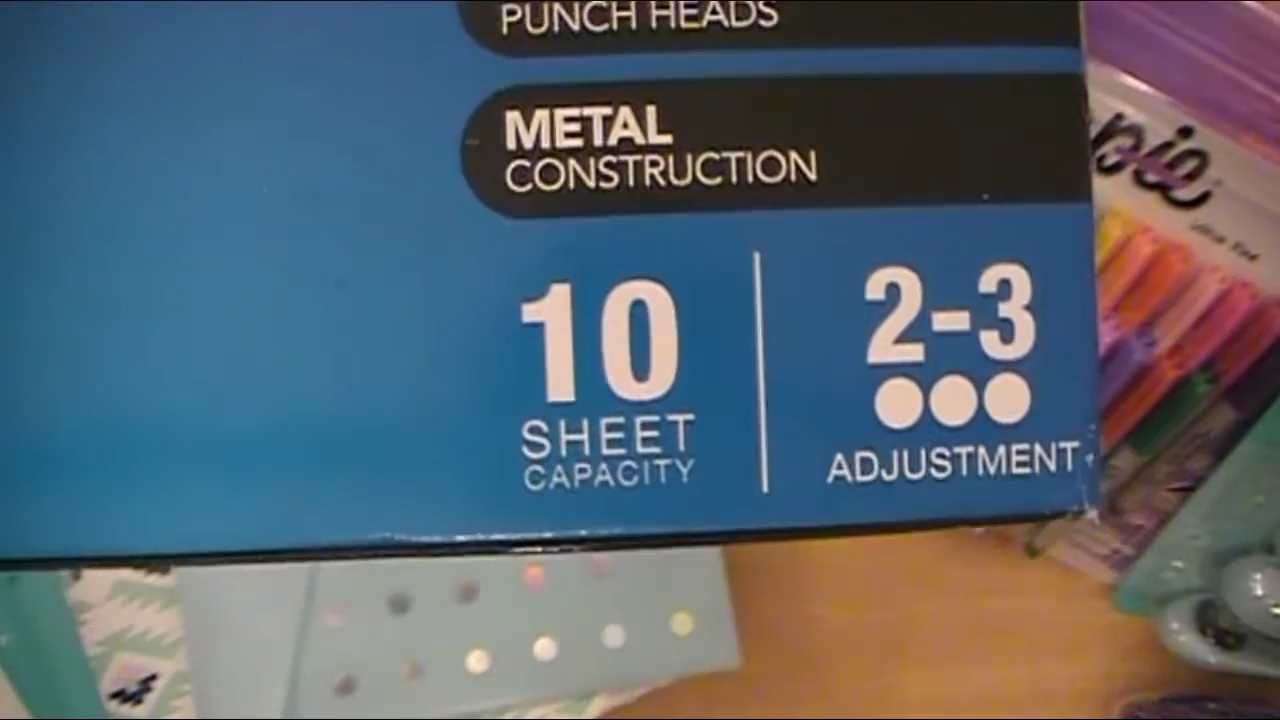 PUNCH HEADS
METAL
CONSTRUCTION
10
SHEET
CAPACITY
2-3
ADJUSTMENT